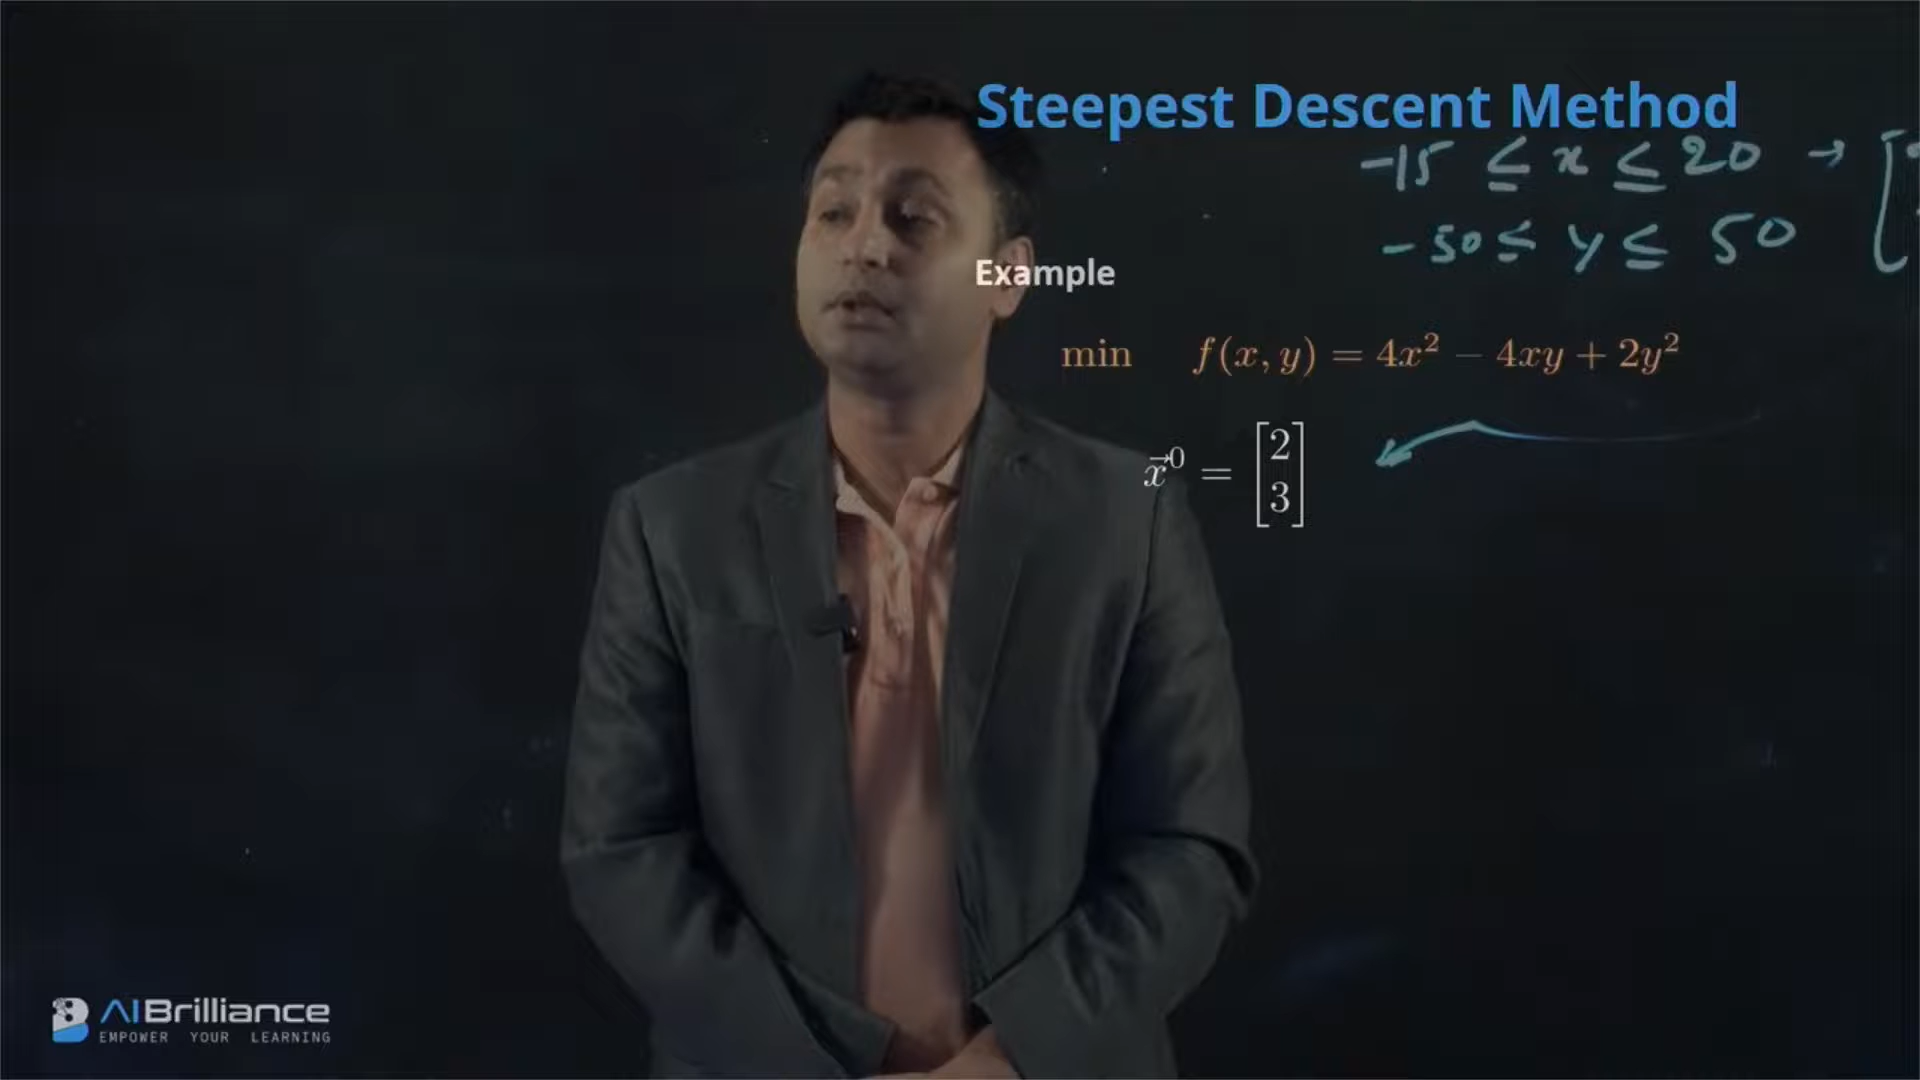 Steepest Descent Method
-15 ≤ x ≤ 20 → [
-50 ≤ y ≤ 50
Example
min f(x, y) = 4x² − 4xy + 2y²
x⃗⁰ = [2
3]
AIBrilliance
EMPOWER YOUR LEARNING